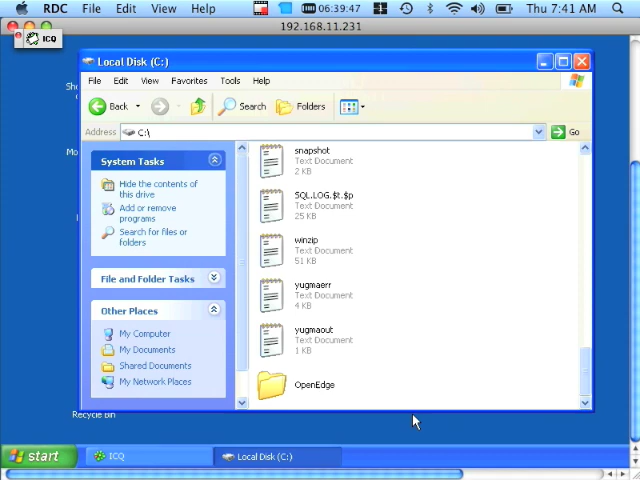 RDC File Edit View Window Help 06:39:47 Thu 7:41 AM
192.168.11.231
ICQ
Local Disk (C:)
File Edit View Favorites Tools Help
Back Search Folders
Address C:\ Go
System Tasks
Hide the contents of
this drive
Add or remove
programs
Search for files or
folders
File and Folder Tasks
Other Places
My Computer
My Documents
Shared Documents
My Network Places
snapshot
Text Document
2 KB
SQL.LOG.$t.$p
Text Document
25 KB
winzip
Text Document
51 KB
yugmaerr
Text Document
4 KB
yugmaout
Text Document
1 KB
OpenEdge
Recycle Bin
start ICQ Local Disk (C:)